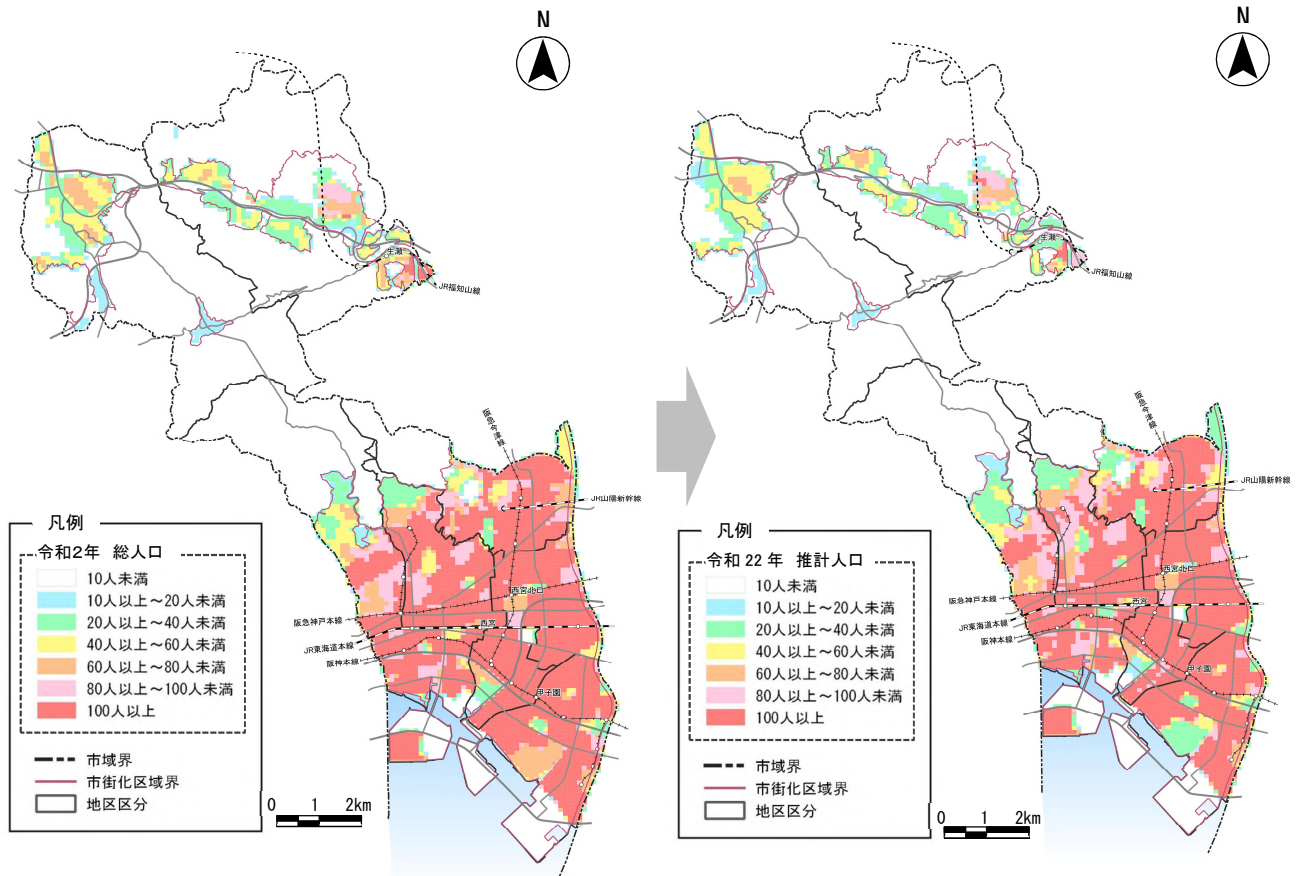 N
生瀬
JR福知山線
阪急今津線
JR山陽新幹線
西宮北口
阪急神戸本線
西宮
JR東海道本線
阪神本線
甲子園
凡例
令和2年 総人口
10人未満
10人以上～20人未満
20人以上～40人未満
40人以上～60人未満
60人以上～80人未満
80人以上～100人未満
100人以上
市域界
市街化区域界
地区区分
0 1 2km
N
生瀬
JR福知山線
阪急今津線
JR山陽新幹線
西宮北口
阪急神戸本線
西宮
JR東海道本線
阪神本線
甲子園
凡例
令和22年 推計人口
10人未満
10人以上～20人未満
20人以上～40人未満
40人以上～60人未満
60人以上～80人未満
80人以上～100人未満
100人以上
市域界
市街化区域界
地区区分
0 1 2km